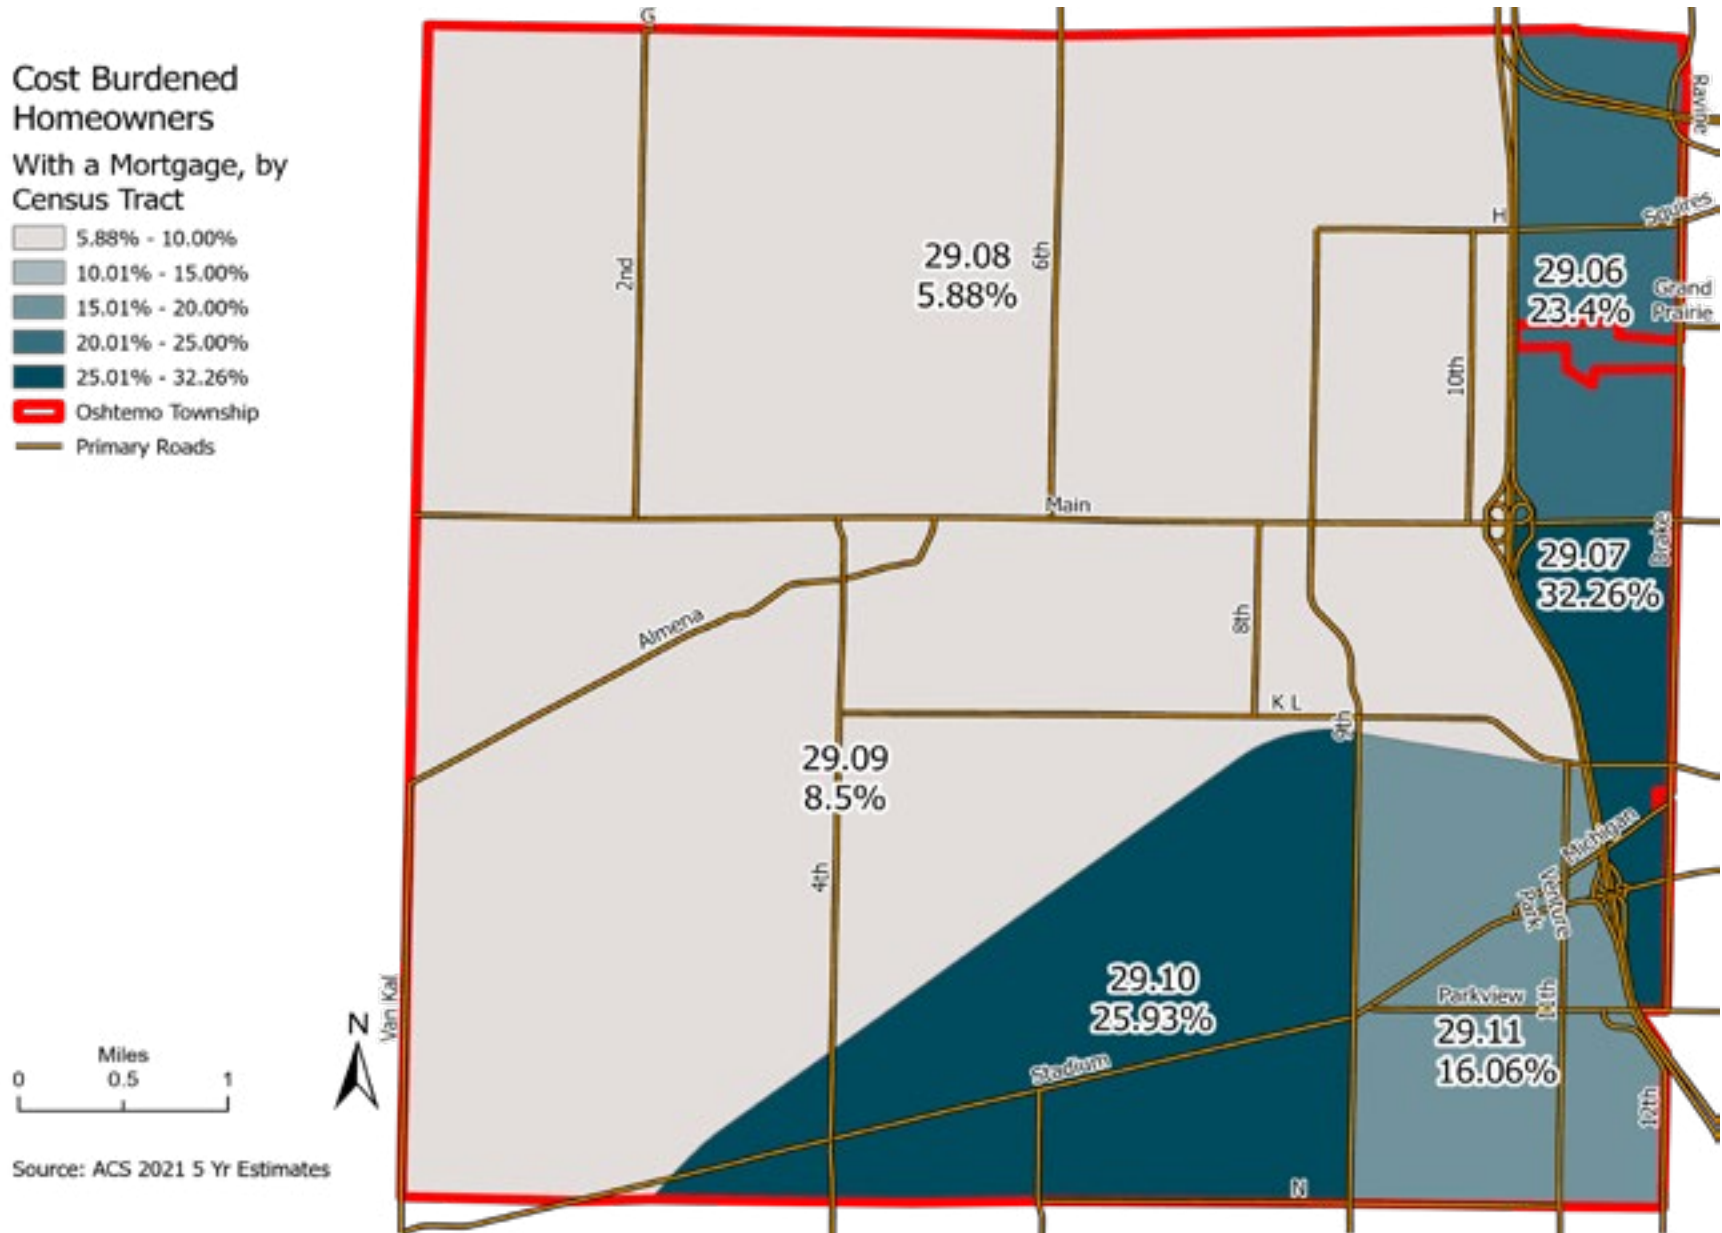 Cost Burdened
Homeowners
With a Mortgage, by
Census Tract
5.88% - 10.00%
10.01% - 15.00%
15.01% - 20.00%
20.01% - 25.00%
25.01% - 32.26%
Oshtemo Township
Primary Roads
G
Ravine
Squires
H
2nd
6th
29.08
5.88%
29.06
23.4%
Grand
Prairie
10th
Main
Drake
29.07
32.26%
Almena
8th
K L
9th
29.09
8.5%
4th
Michigan
Venture
Park
29.10
25.93%
Parkview
11th
29.11
16.06%
Stadium
12th
Van Kal
N
N
Miles
0 0.5 1
Source: ACS 2021 5 Yr Estimates